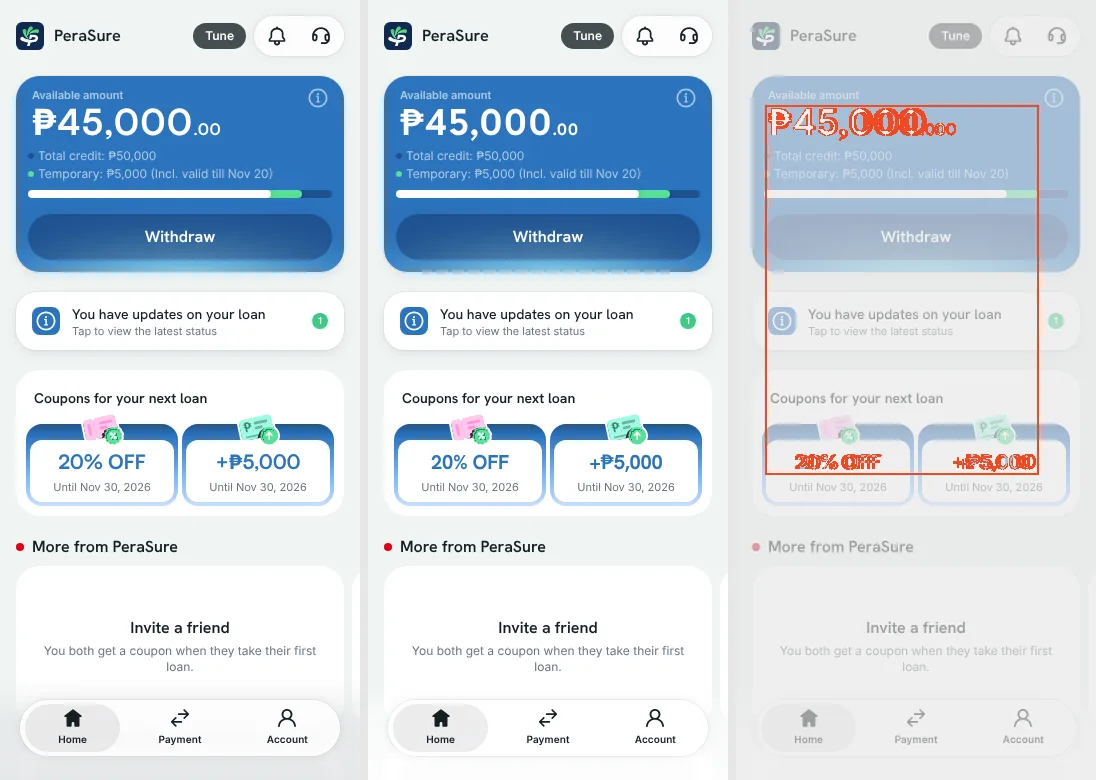 PeraSure
Tune
Available amount
₱45,000.00
Total credit: ₱50,000
Temporary: ₱5,000 (Incl. valid till Nov 20)
Withdraw
You have updates on your loan
Tap to view the latest status
1
Coupons for your next loan
20% OFF
Until Nov 30, 2026
+₱5,000
Until Nov 30, 2026
More from PeraSure
Invite a friend
You both get a coupon when they take their first
loan.
Home
Payment
Account
PeraSure
Tune
Available amount
₱45,000.00
Total credit: ₱50,000
Temporary: ₱5,000 (Incl. valid till Nov 20)
Withdraw
You have updates on your loan
Tap to view the latest status
1
Coupons for your next loan
20% OFF
Until Nov 30, 2026
+₱5,000
Until Nov 30, 2026
More from PeraSure
Invite a friend
You both get a coupon when they take their first
loan.
Home
Payment
Account
PeraSure
Tune
Available amount
₱45,000.00
Total credit: ₱50,000
Temporary: ₱5,000 (Incl. valid till Nov 20)
Withdraw
You have updates on your loan
Tap to view the latest status
1
Coupons for your next loan
20% OFF
Until Nov 30, 2026
+₱5,000
Until Nov 30, 2026
More from PeraSure
Invite a friend
You both get a coupon when they take their first
loan.
Home
Payment
Account